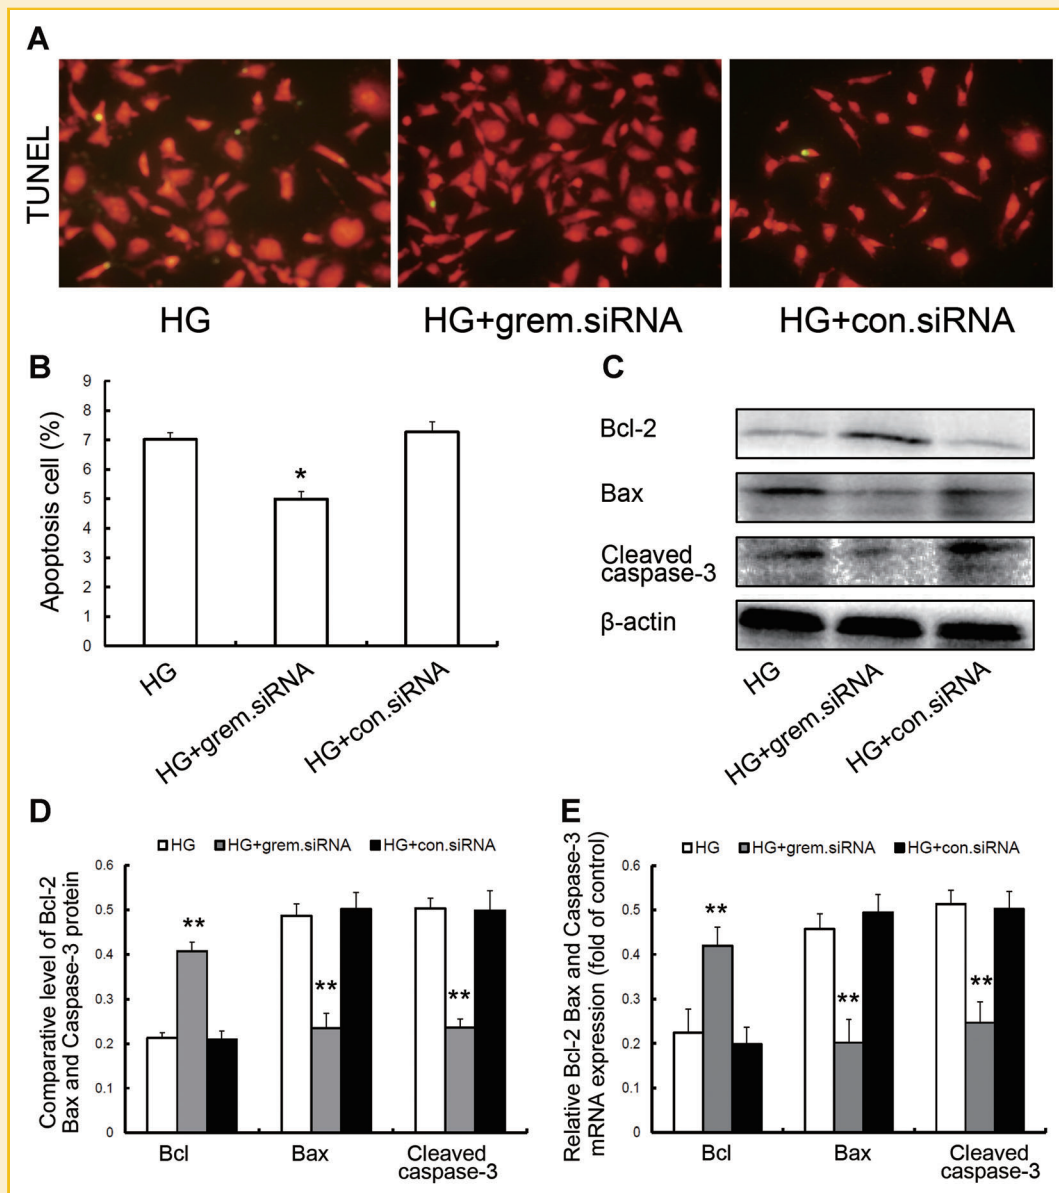 A
TUNEL
HG
HG+grem.siRNA
HG+con.siRNA
B
Apoptosis cell (%)
9
8
7
6
5
4
3
2
1
0
*
HG
HG+grem.siRNA
HG+con.siRNA
C
Bcl-2
Bax
Cleaved
caspase-3
β-actin
HG
HG+grem.siRNA
HG+con.siRNA
D
HG
HG+grem.siRNA
HG+con.siRNA
Comparative level of Bcl-2
Bax and Caspase-3 protein
0.6
0.5
0.4
0.3
0.2
0.1
0
**
**
**
Bcl
Bax
Cleaved
caspase-3
E
HG
HG+grem.siRNA
HG+con.siRNA
Relative Bcl-2 Bax and Caspase-3
mRNA expression (fold of control)
0.6
0.5
0.4
0.3
0.2
0.1
0
**
**
**
Bcl
Bax
Cleaved
caspase-3